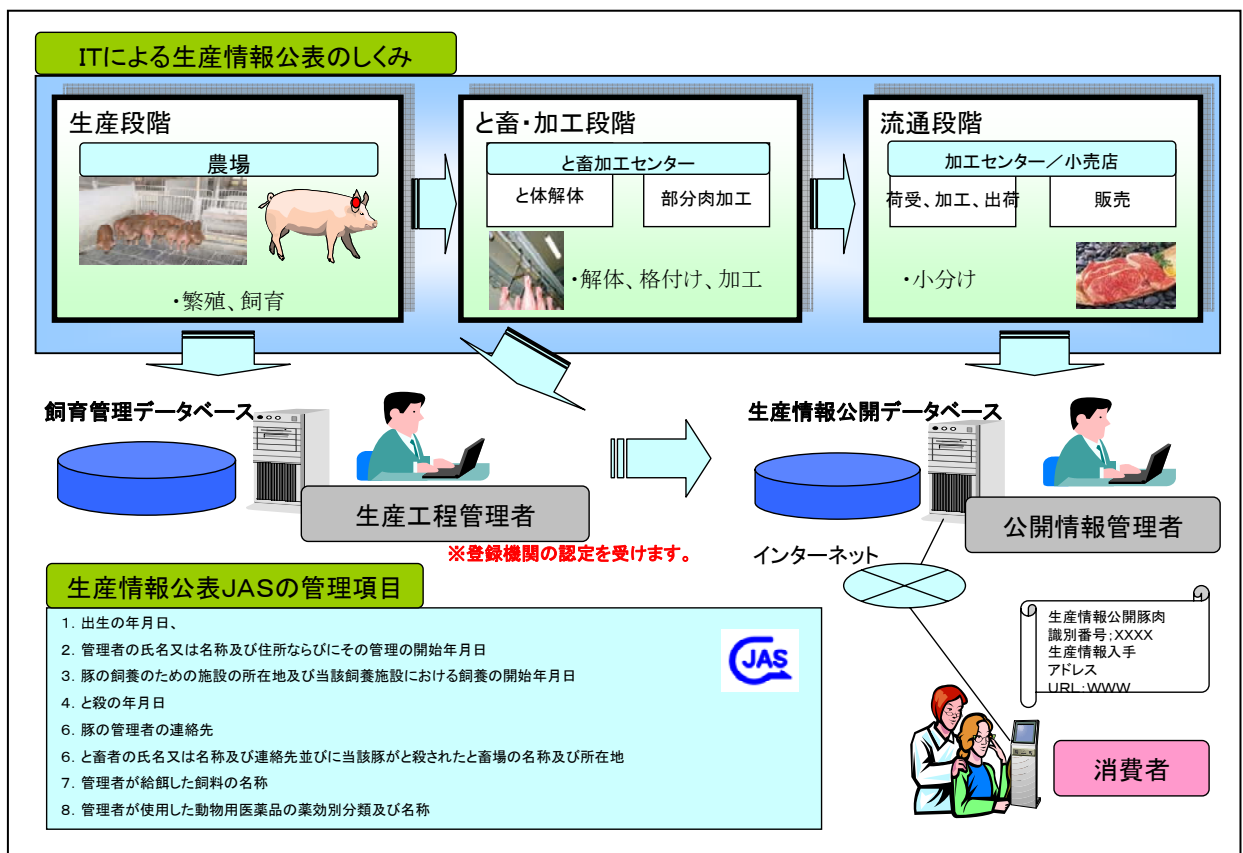 ITによる生産情報公表のしくみ
生産段階
農場
・繁殖、飼育
と畜・加工段階
と畜加工センター
と体解体
部分肉加工
・解体、格付け、加工
流通段階
加工センター／小売店
荷受、加工、出荷
販売
・小分け
飼育管理データベース
生産工程管理者
※登録機関の認定を受けます。
生産情報公開データベース
公開情報管理者
インターネット
生産情報公開豚肉
識別番号;XXXX
生産情報入手
アドレス
URL:WWW
消費者
生産情報公表JASの管理項目
1．出生の年月日、
2．管理者の氏名又は名称及び住所ならびにその管理の開始年月日
3．豚の飼養のための施設の所在地及び当該飼養施設における飼養の開始年月日
4．と殺の年月日
6．豚の管理者の連絡先
6．と畜者の氏名又は名称及び連絡先並びに当該豚がと殺されたと畜場の名称及び所在地
7．管理者が給餌した飼料の名称
8．管理者が使用した動物用医薬品の薬効別分類及び名称
JAS